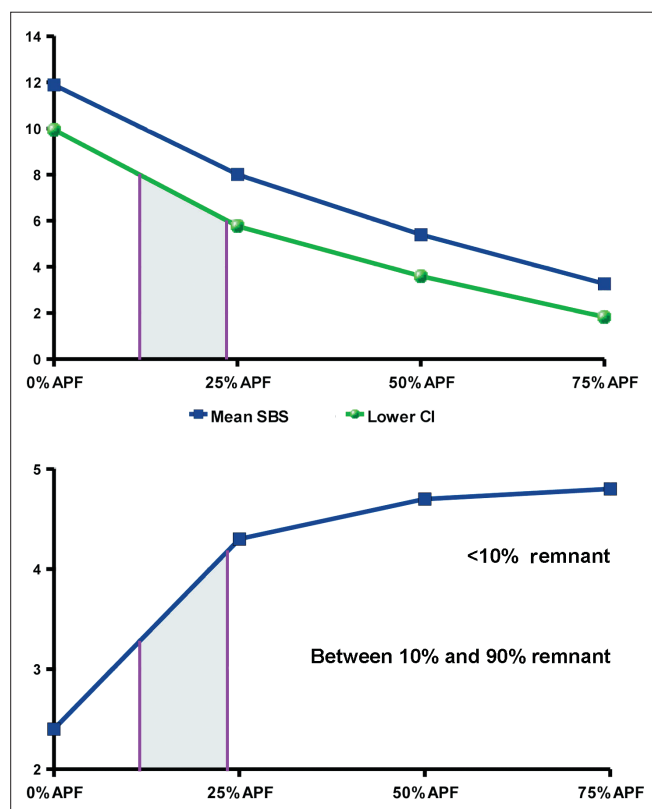 14
12
10
8
6
4
2
0
0%APF 25%APF 50%APF 75%APF
Mean SBS Lower CI
5
<10% remnant
4
Between 10% and 90% remnant
3
2
0%APF 25%APF 50%APF 75%APF